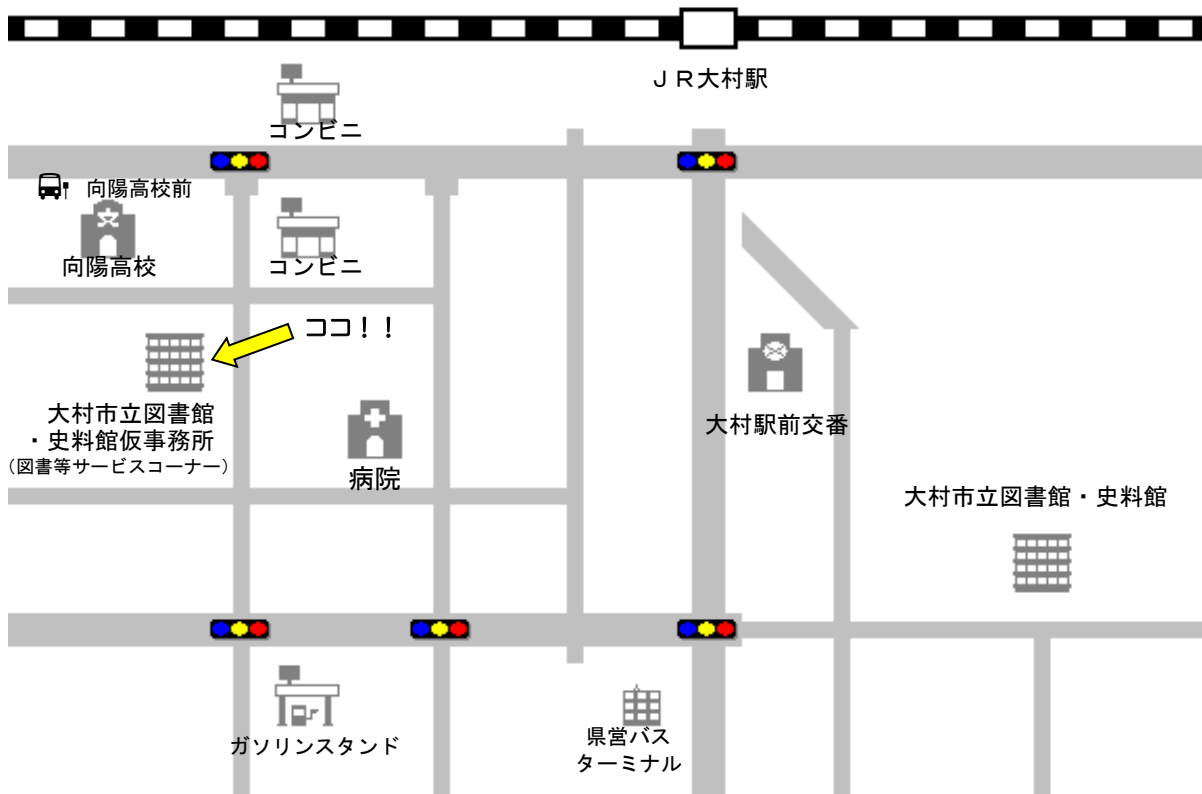 ＪＲ大村駅
コンビニ
向陽高校前
向陽高校
コンビニ
ココ！！
大村市立図書館
・史料館仮事務所
（図書等サービスコーナー）
病院
大村駅前交番
大村市立図書館・史料館
ガソリンスタンド
県営バス
ターミナル